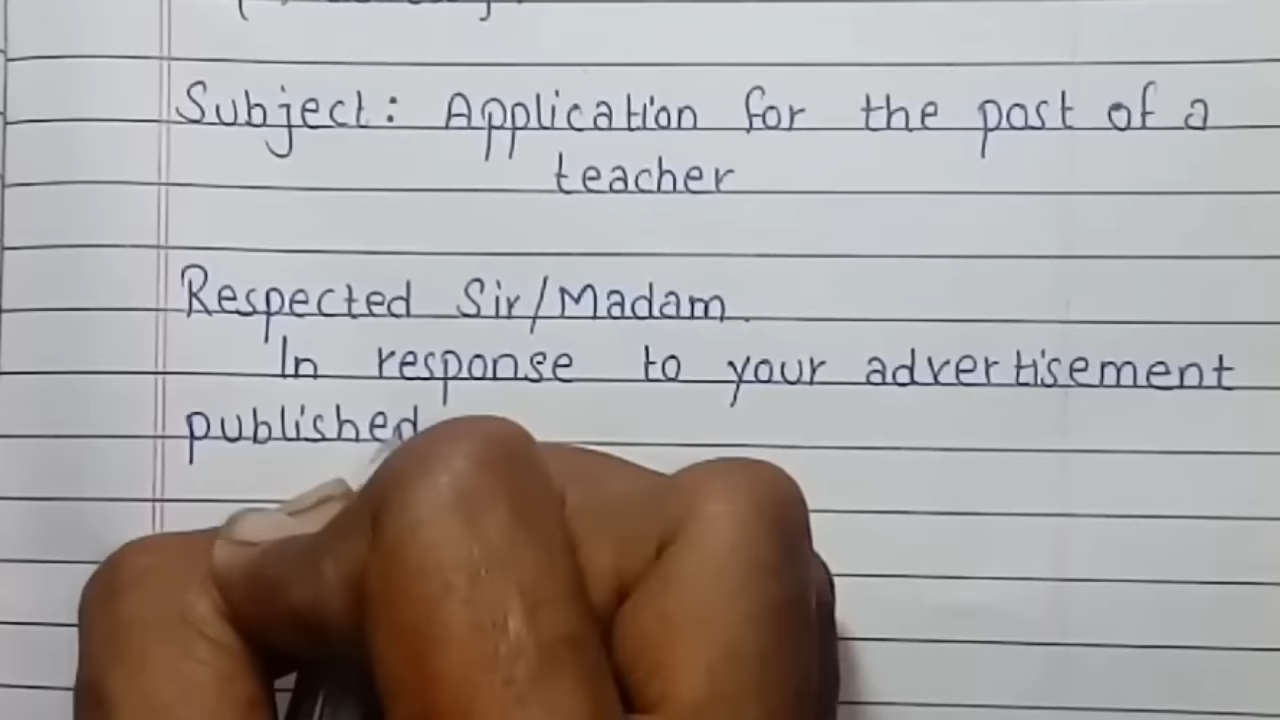 Subject: Application for the post of a
teacher
Respected Sir/Madam
In response to your advertisement
published